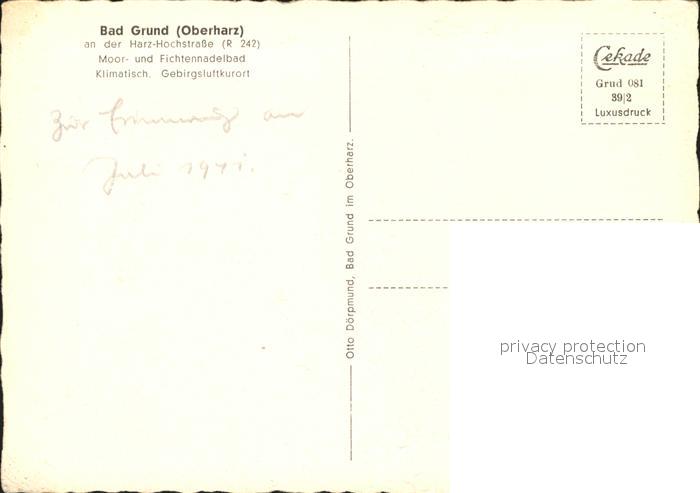 Bad Grund (Oberharz)
an der Harz-Hochstraße (R 242)
Moor- und Fichtennadelbad
Klimatisch. Gebirgsluftkurort
Zur Erinnerung an
Juli 1941.
Otto Dörpmund, Bad Grund im Oberharz.
Cekade
Grud 081
39|2
Luxusdruck
privacy protection
Datenschutz